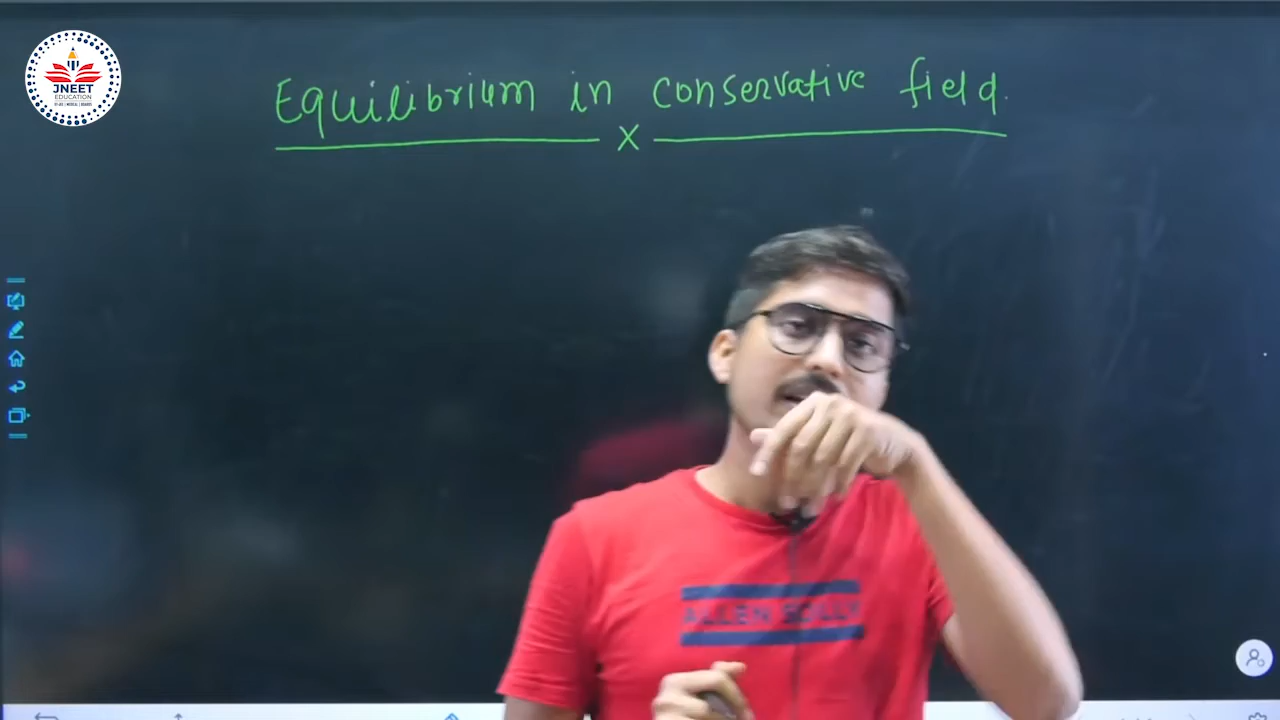 JNEET
EDUCATION
Equilibrium in conservative field.
x
ALLEN SOLLY